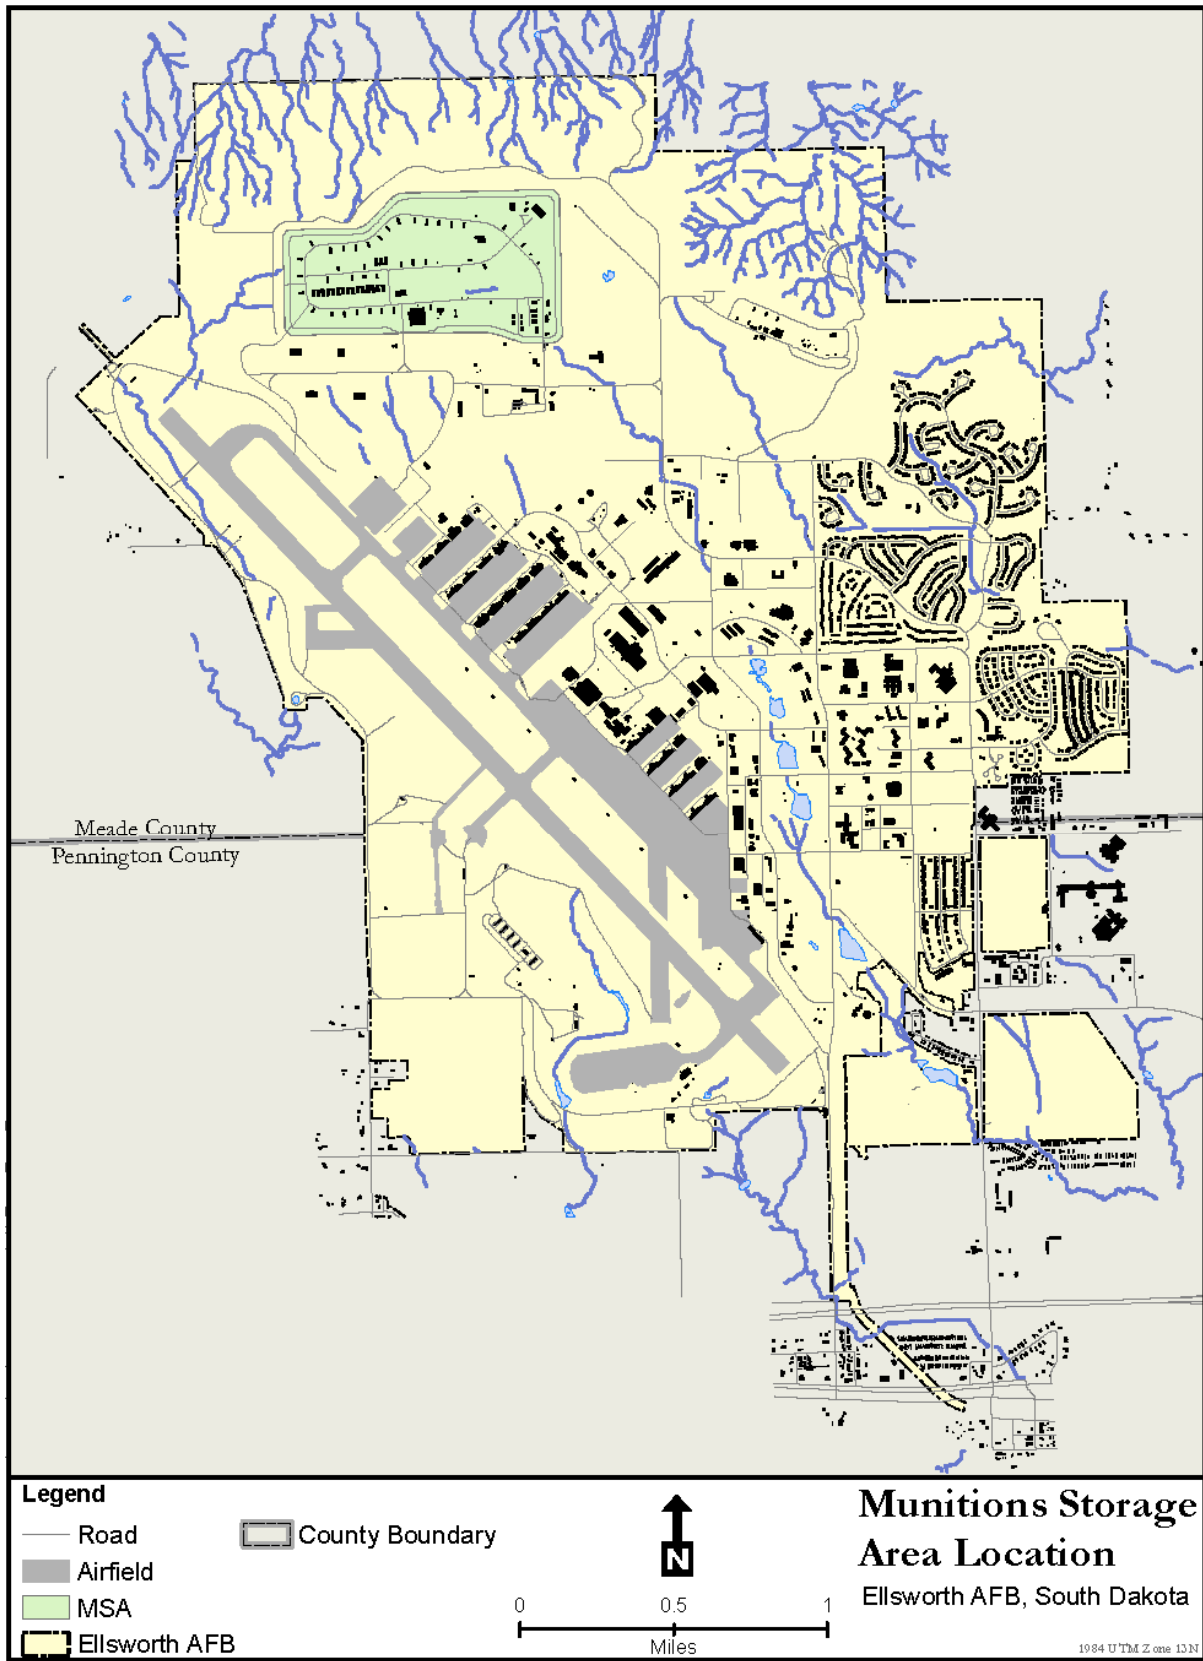 Meade County
Pennington County
Legend
Road
County Boundary
Airfield
MSA
Ellsworth AFB
N
0 0.5 1
Miles
Munitions Storage
Area Location
Ellsworth AFB, South Dakota
1984 UTM Zone 13N